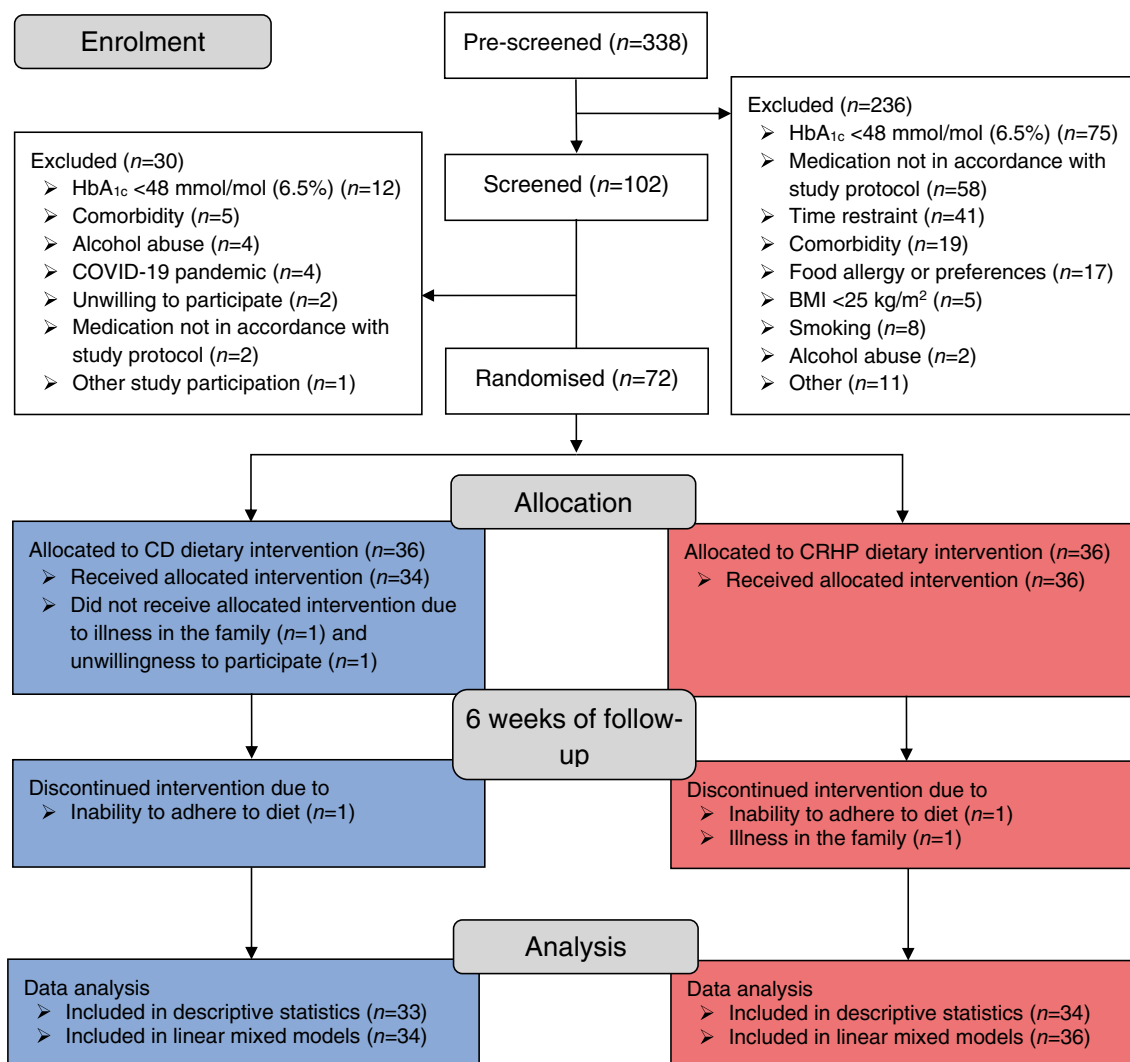 Enrolment
Pre-screened (n=338)
Excluded (n=236)
➢ HbA1c <48 mmol/mol (6.5%) (n=75)
➢ Medication not in accordance with
study protocol (n=58)
➢ Time restraint (n=41)
➢ Comorbidity (n=19)
➢ Food allergy or preferences (n=17)
➢ BMI <25 kg/m² (n=5)
➢ Smoking (n=8)
➢ Alcohol abuse (n=2)
➢ Other (n=11)
Screened (n=102)
Excluded (n=30)
➢ HbA1c <48 mmol/mol (6.5%) (n=12)
➢ Comorbidity (n=5)
➢ Alcohol abuse (n=4)
➢ COVID-19 pandemic (n=4)
➢ Unwilling to participate (n=2)
➢ Medication not in accordance with
study protocol (n=2)
➢ Other study participation (n=1)
Randomised (n=72)
Allocation
Allocated to CD dietary intervention (n=36)
➢ Received allocated intervention (n=34)
➢ Did not receive allocated intervention due
to illness in the family (n=1) and
unwillingness to participate (n=1)
Allocated to CRHP dietary intervention (n=36)
➢ Received allocated intervention (n=36)
6 weeks of follow-
up
Discontinued intervention due to
➢ Inability to adhere to diet (n=1)
Discontinued intervention due to
➢ Inability to adhere to diet (n=1)
➢ Illness in the family (n=1)
Analysis
Data analysis
➢ Included in descriptive statistics (n=33)
➢ Included in linear mixed models (n=34)
Data analysis
➢ Included in descriptive statistics (n=34)
➢ Included in linear mixed models (n=36)